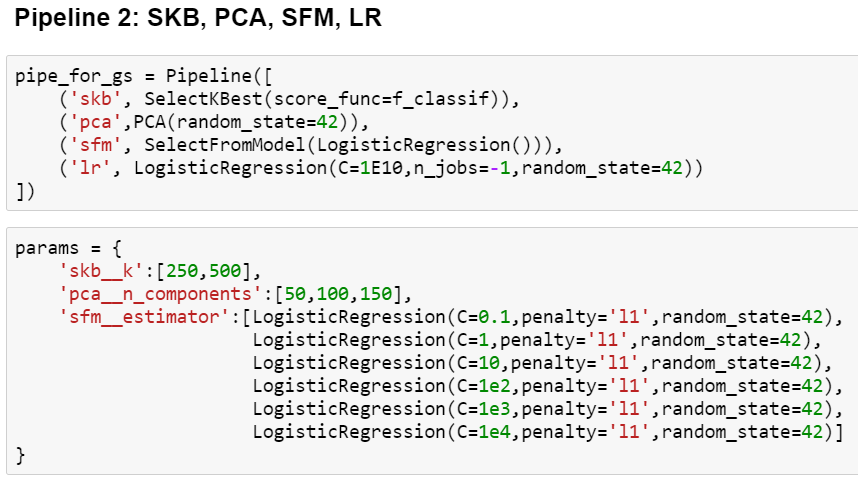 Pipeline 2: SKB, PCA, SFM, LR
pipe_for_gs = Pipeline([
    ('skb', SelectKBest(score_func=f_classif)),
    ('pca',PCA(random_state=42)),
    ('sfm', SelectFromModel(LogisticRegression())),
    ('lr', LogisticRegression(C=1E10,n_jobs=-1,random_state=42))
])
params = {
    'skb__k':[250,500],
    'pca__n_components':[50,100,150],
    'sfm__estimator':[LogisticRegression(C=0.1,penalty='l1',random_state=42),
                     LogisticRegression(C=1,penalty='l1',random_state=42),
                     LogisticRegression(C=10,penalty='l1',random_state=42),
                     LogisticRegression(C=1e2,penalty='l1',random_state=42),
                     LogisticRegression(C=1e3,penalty='l1',random_state=42),
                     LogisticRegression(C=1e4,penalty='l1',random_state=42)]
}